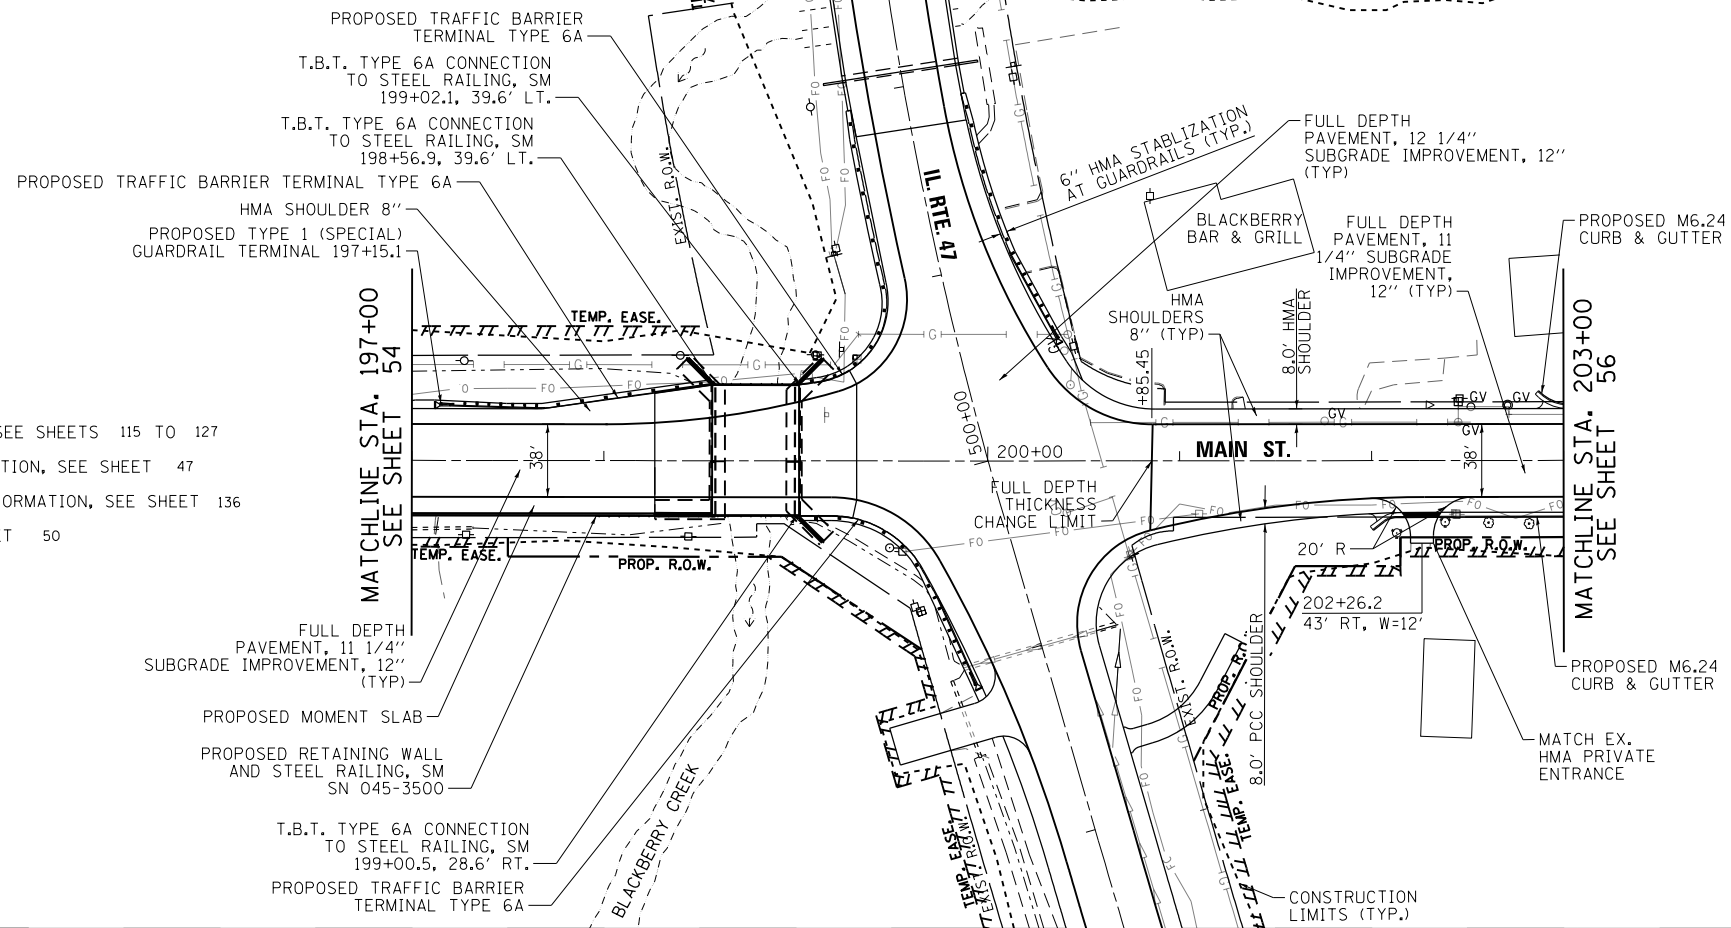 PROPOSED TRAFFIC BARRIER
TERMINAL TYPE 6A
T.B.T. TYPE 6A CONNECTION
TO STEEL RAILING, SM
199+02.1, 39.6' LT.
T.B.T. TYPE 6A CONNECTION
TO STEEL RAILING, SM
198+56.9, 39.6' LT.
PROPOSED TRAFFIC BARRIER TERMINAL TYPE 6A
HMA SHOULDER 8"
PROPOSED TYPE 1 (SPECIAL)
GUARDRAIL TERMINAL 197+15.1
MATCHLINE STA. 197+00
SEE SHEET 54
SEE SHEETS 115 TO 127
TION, SEE SHEET 47
ORMATION, SEE SHEET 136
ET 50
TEMP. EASE.
EXIST. R.O.W.
38'
TEMP. EASE.
PROP. R.O.W.
FULL DEPTH
PAVEMENT, 11 1/4"
SUBGRADE IMPROVEMENT, 12"
(TYP)
PROPOSED MOMENT SLAB
PROPOSED RETAINING WALL
AND STEEL RAILING, SM
SN 045-3500
T.B.T. TYPE 6A CONNECTION
TO STEEL RAILING, SM
199+00.5, 28.6' RT.
PROPOSED TRAFFIC BARRIER
TERMINAL TYPE 6A
BLACKBERRY CREEK
IL. RTE. 47
6" HMA STABLIZATION
AT GUARDRAILS (TYP.)
FULL DEPTH
PAVEMENT, 12 1/4"
SUBGRADE IMPROVEMENT, 12"
(TYP)
BLACKBERRY
BAR & GRILL
FULL DEPTH
PAVEMENT, 11
1/4" SUBGRADE
IMPROVEMENT,
12" (TYP)
PROPOSED M6.24
CURB & GUTTER
HMA
SHOULDERS
8" (TYP)
8.0' HMA
SHOULDER
+85.45
500+00
200+00
MAIN ST.
GV
GV
GV
GV
38'
FULL DEPTH
THICKNESS
CHANGE LIMIT
MATCHLINE STA. 203+00
SEE SHEET 56
20' R
PROP. R.O.W.
202+26.2
43' RT, W=12'
8.0' PCC SHOULDER
PROPOSED M6.24
CURB & GUTTER
MATCH EX.
HMA PRIVATE
ENTRANCE
EXIST. R.O.W.
TEMP. EASE.
TEMP. EASE.
EXIST. R.O.W.
CONSTRUCTION
LIMITS (TYP.)